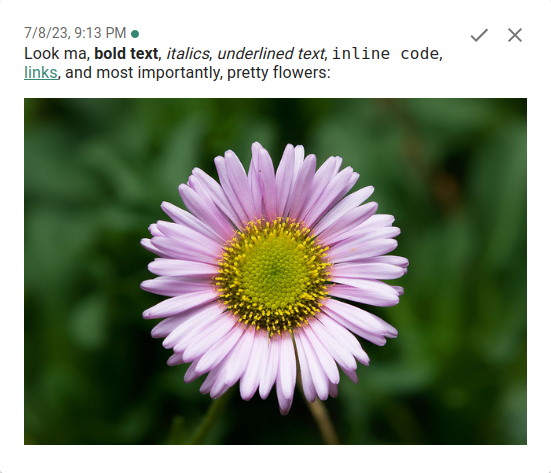 7/8/23, 9:13 PM
Look ma, bold text, italics, underlined text, inline code,
links, and most importantly, pretty flowers: